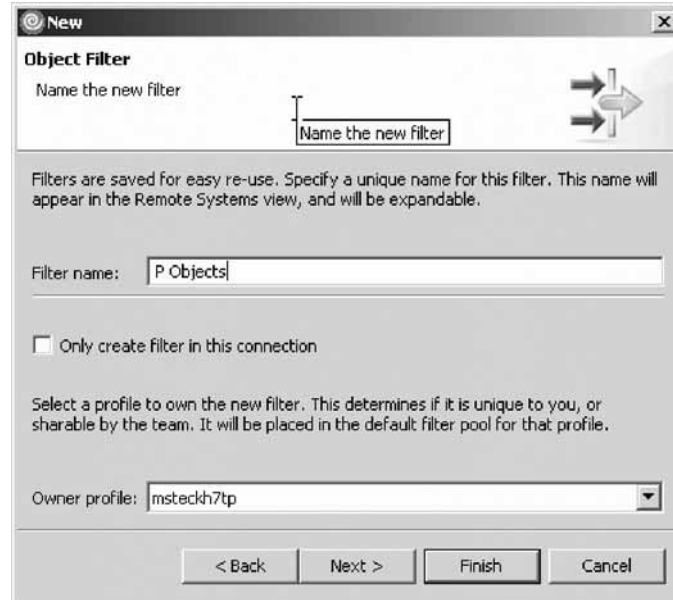 New
Object Filter
Name the new filter
Name the new filter
Filters are saved for easy re-use. Specify a unique name for this filter. This name will
appear in the Remote Systems view, and will be expandable.
Filter name: P Objects
Only create filter in this connection
Select a profile to own the new filter. This determines if it is unique to you, or
sharable by the team. It will be placed in the default filter pool for that profile.
Owner profile: msteckh7tp
< Back Next > Finish Cancel